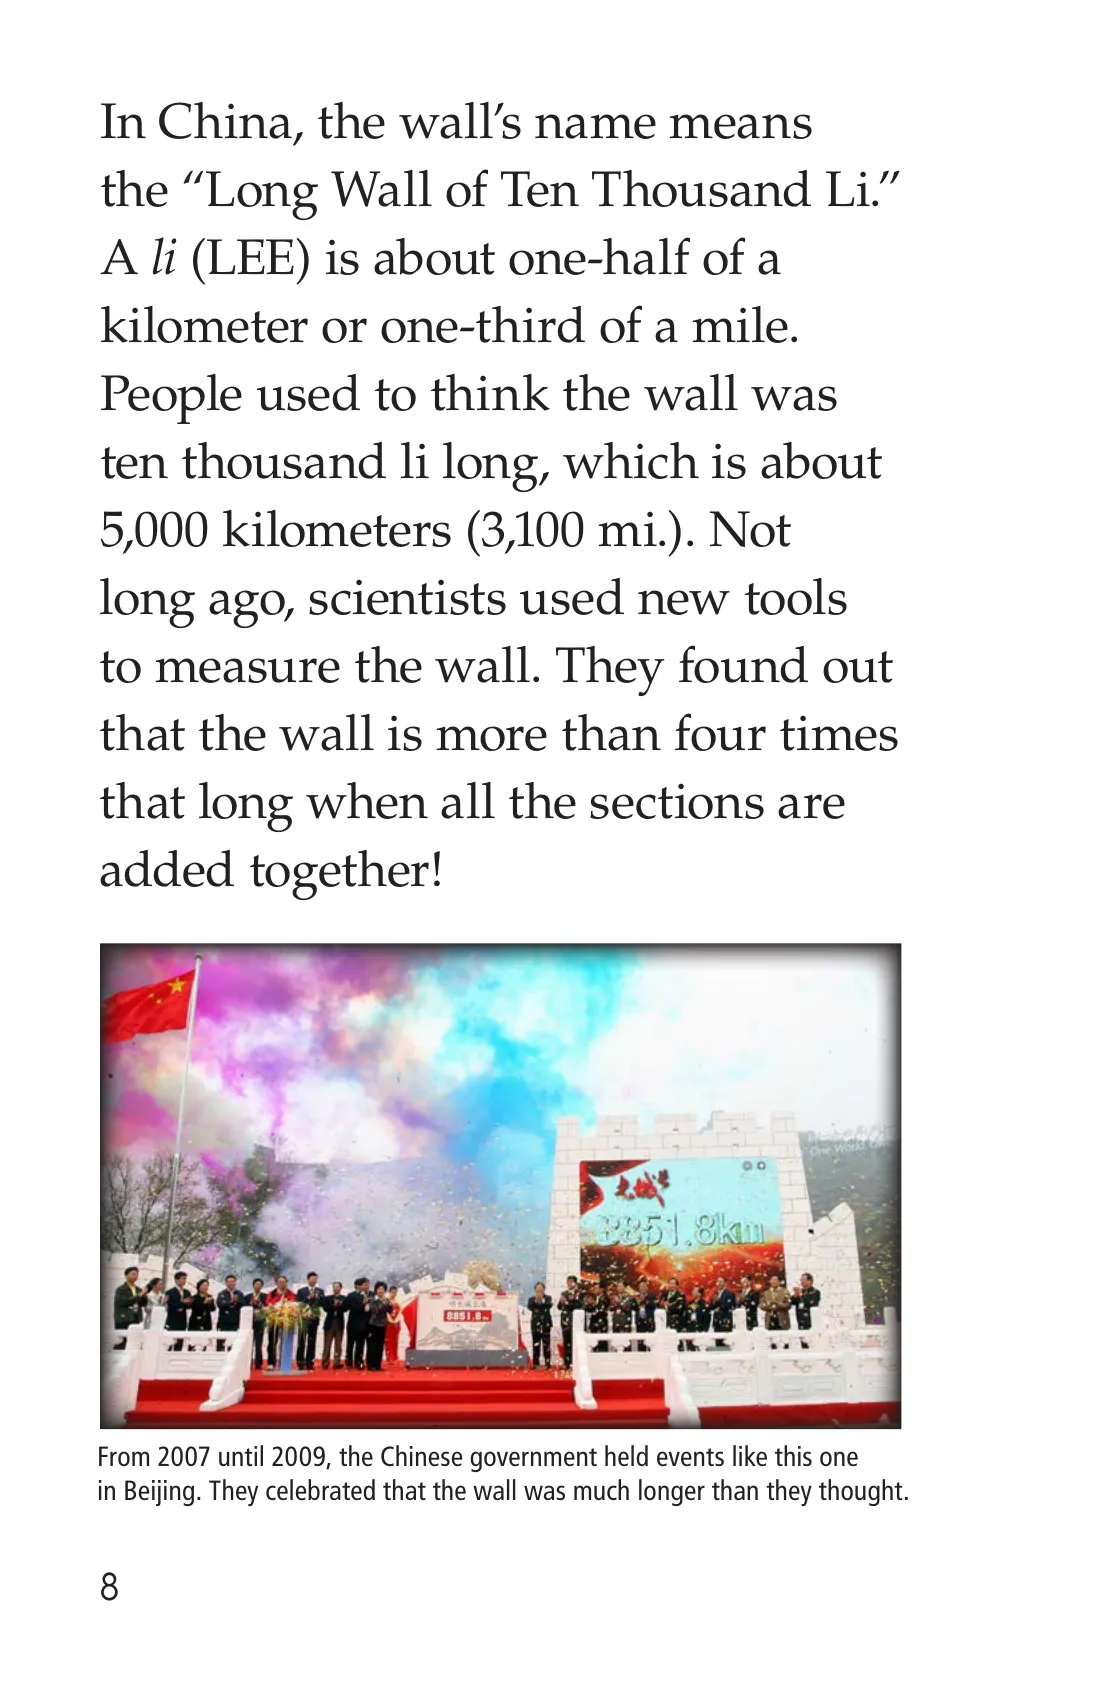 In China, the wall’s name means
the “Long Wall of Ten Thousand Li.”
A li (LEE) is about one-half of a
kilometer or one-third of a mile.
People used to think the wall was
ten thousand li long, which is about
5,000 kilometers (3,100 mi.). Not
long ago, scientists used new tools
to measure the wall. They found out
that the wall is more than four times
that long when all the sections are
added together!
One World
8851.8km
8851.8
From 2007 until 2009, the Chinese government held events like this one
in Beijing. They celebrated that the wall was much longer than they thought.
8